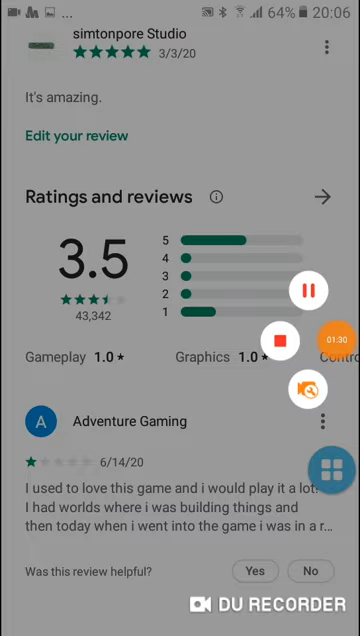 ... 64% 20:06
simtonpore Studio
3/3/20
It's amazing.
Edit your review
Ratings and reviews
3.5
5
4
3
2
1
43,342
01:30
Gameplay 1.0 Graphics 1.0 Contro
A Adventure Gaming
6/14/20
I used to love this game and i would play it a lot!
I had worlds where i was building things and
then today when i went into the game i was in a r...
Was this review helpful? Yes No
DU RECORDER